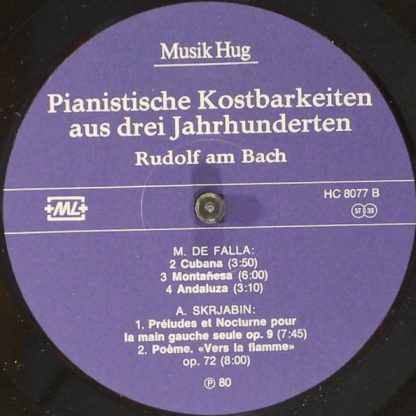 Musik Hug
Pianistische Kostbarkeiten
aus drei Jahrhunderten
Rudolf am Bach
+ML+
HC 8077 B
ST 33
M. DE FALLA:
2 Cubana (3:50)
3 Montañesa (6:00)
4 Andaluza (3:10)
A. SKRJABIN:
1. Préludes et Nocturne pour
la main gauche seule op. 9 (7:45)
2. Poème. «Vers la flamme»
op. 72 (8:00)
Ⓟ 80